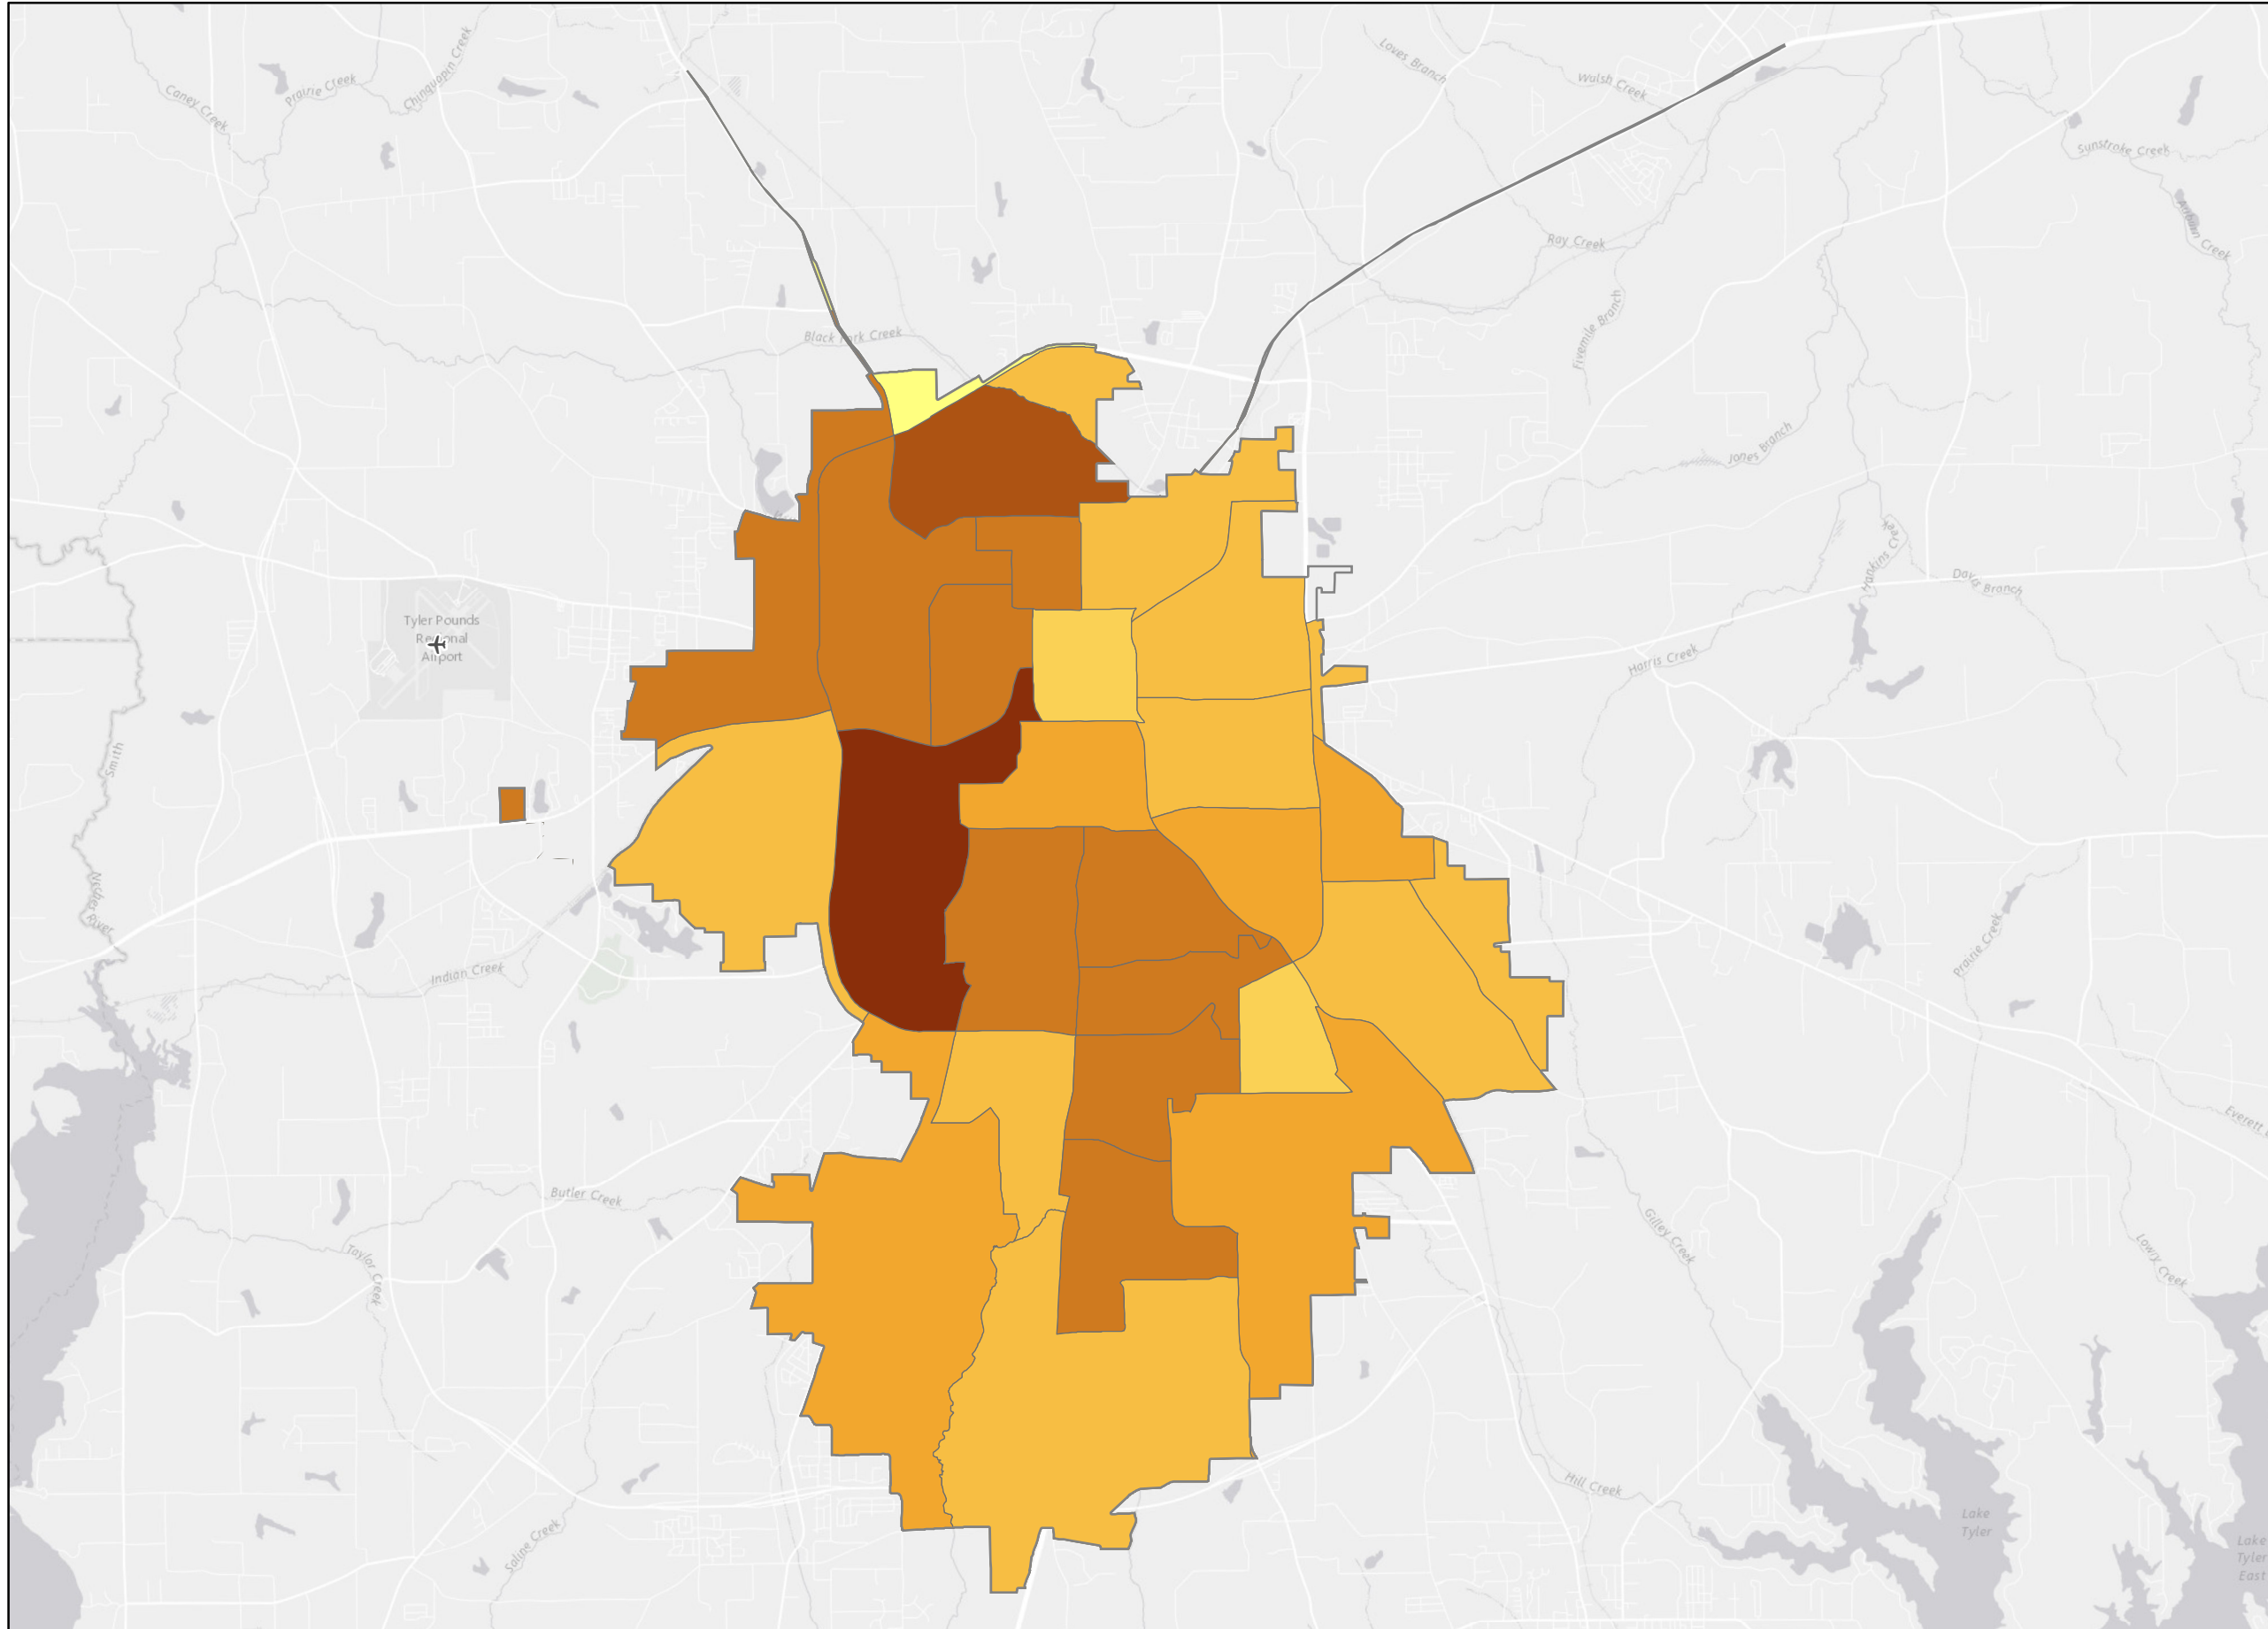 Loves Branch
Walsh Creek
Chinquapin Creek
Prairie Creek
Caney Creek
Sunstroke Creek
Creek
Ray Creek
Fivemile Branch
Black Fork Creek
Jones Branch
Hankins Creek
Davis Branch
Tyler Pounds
Regional
Airport
Harris Creek
Smith
Neches
River
Indian Creek
Prairie Creek
Everett
Butler Creek
Taylor Creek
Gilley Creek
Lowry Creek
Hill Creek
Saline Creek
Lake
Tyler
Lake
Tyler
East